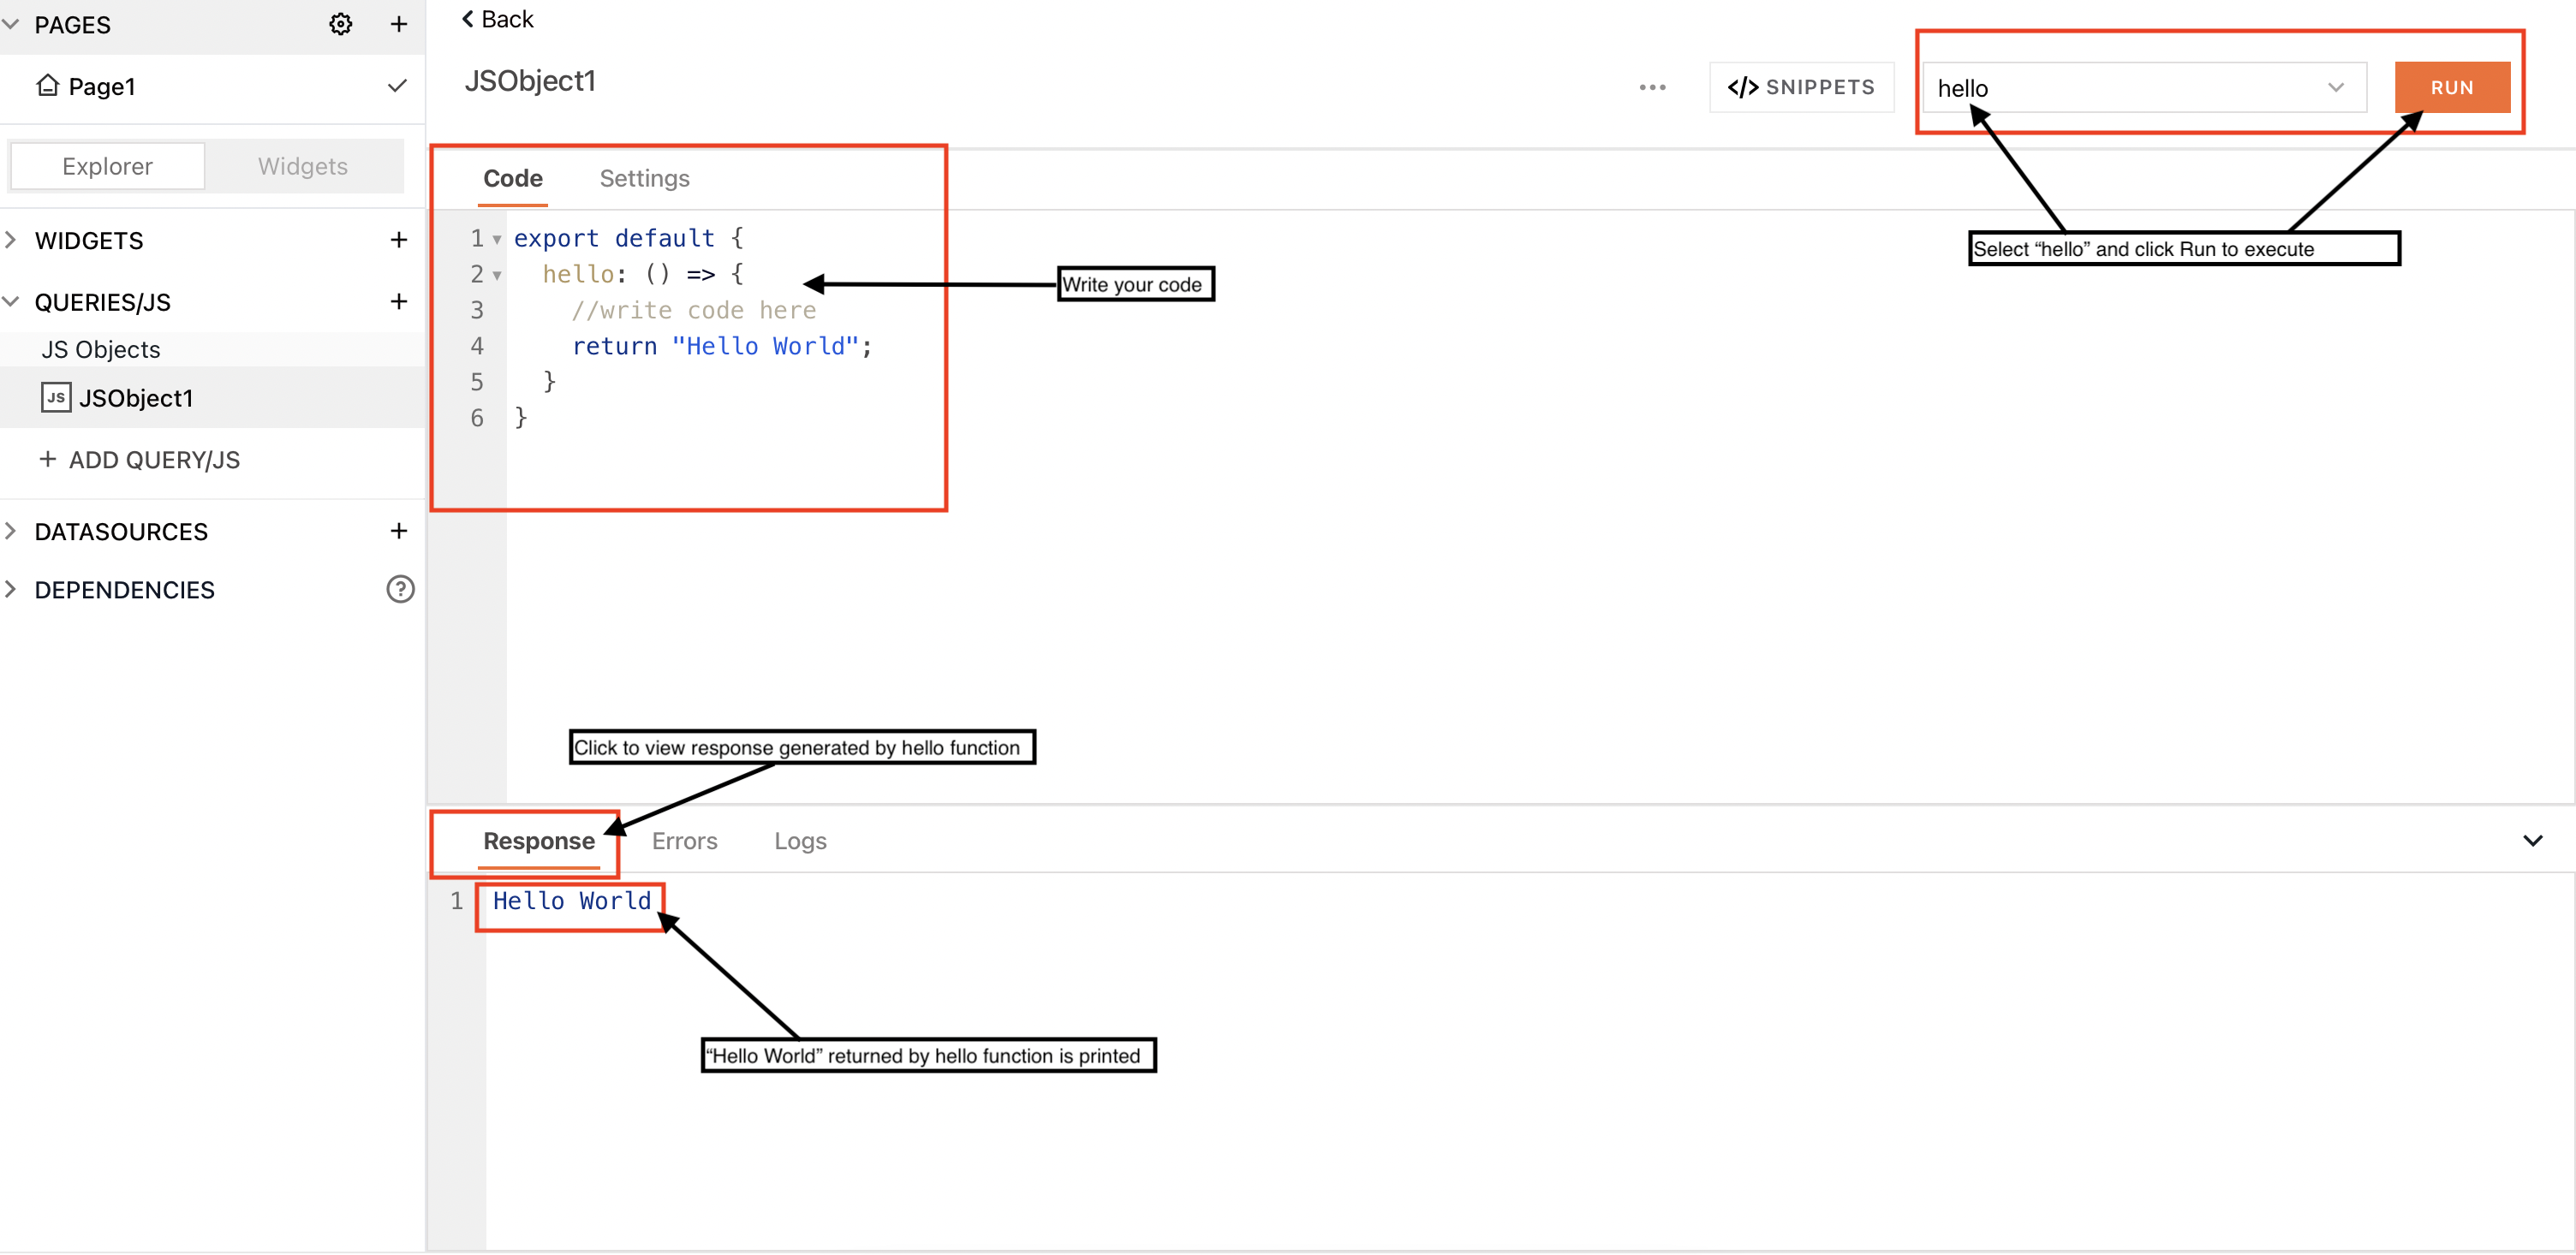 PAGES
Page1
Explorer
Widgets
WIDGETS
QUERIES/JS
JS Objects
JS JSObject1
+ ADD QUERY/JS
DATASOURCES
DEPENDENCIES
?
Back
JSObject1
</> SNIPPETS
hello
RUN
Select “hello” and click Run to execute
Code
Settings
1 export default {
2 hello: () => {
3 //write code here
4 return "Hello World";
5 }
6 }
Write your code
Click to view response generated by hello function
Response
Errors
Logs
1 Hello World
“Hello World” returned by hello function is printed